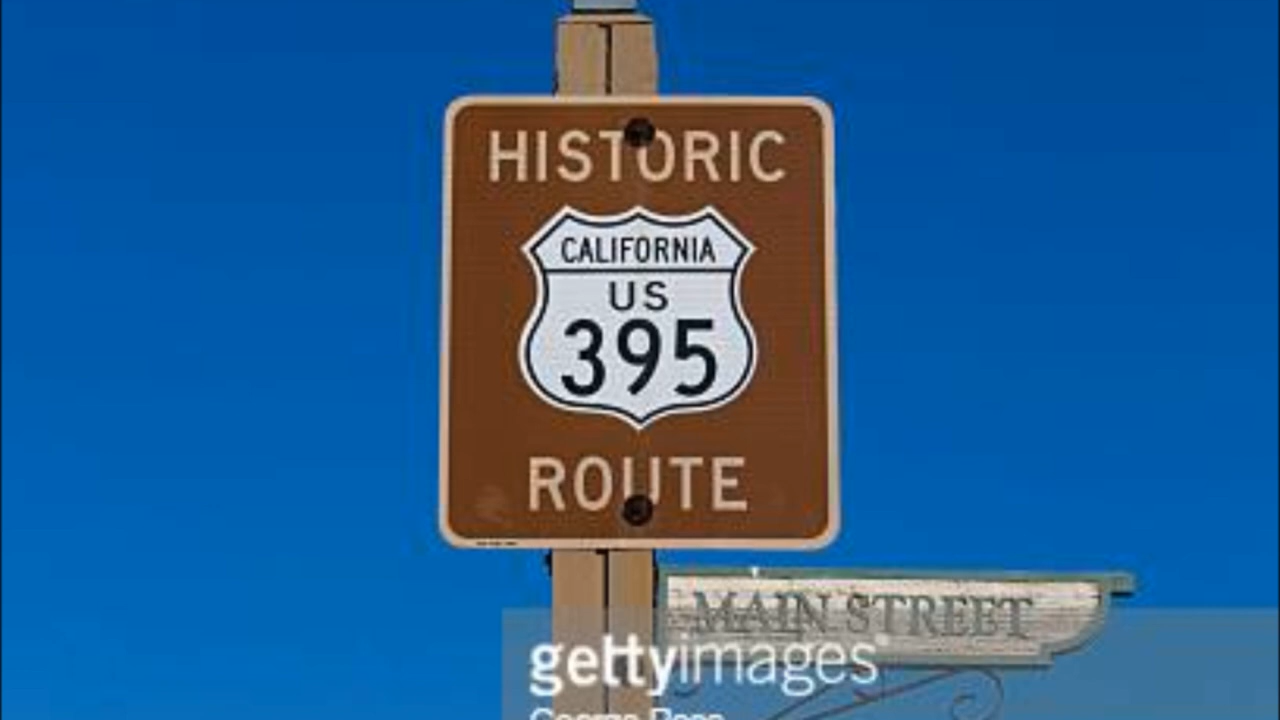 HISTORIC
CALIFORNIA
US
395
ROUTE
MAIN STREET
gettyimages